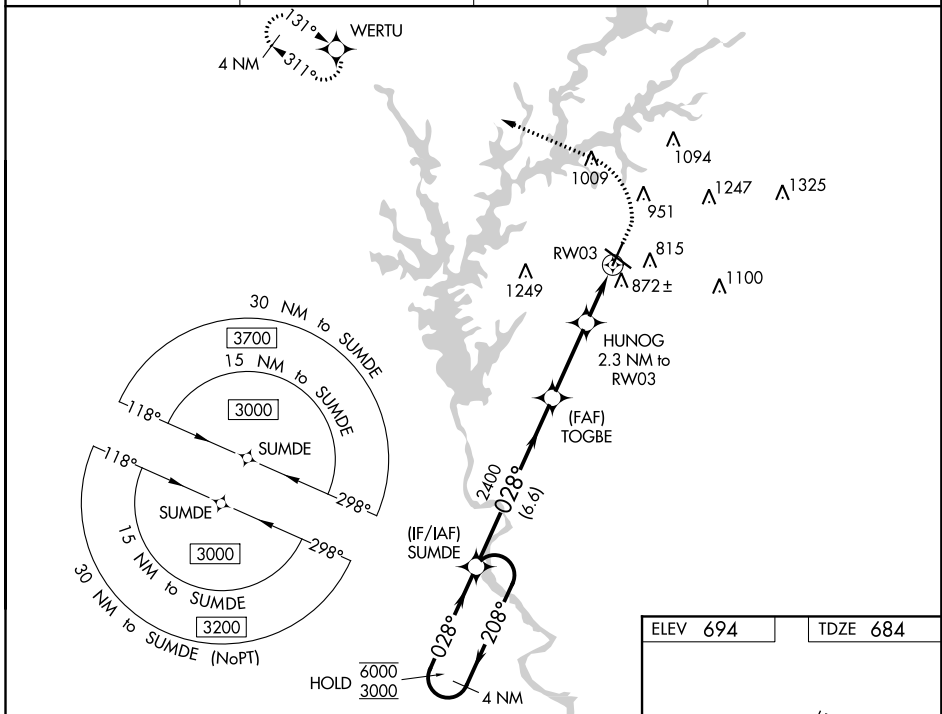 131°
WERTU
4 NM
311°
1094
1009
1247
1325
951
RW03
815
1249
872±
1100
30 NM to SUMDE
3700
15 NM to SUMDE
3000
HUNOG
2.3 NM to
RW03
118°
SUMDE
298°
(FAF)
TOGBE
118°
SUMDE
298°
2400
028°
(6.6)
(IF/IAF)
SUMDE
3000
15 NM to SUMDE
3200
30 NM to SUMDE (NoPT)
028°
208°
HOLD
6000
3000
4 NM
ELEV 694
TDZE 684